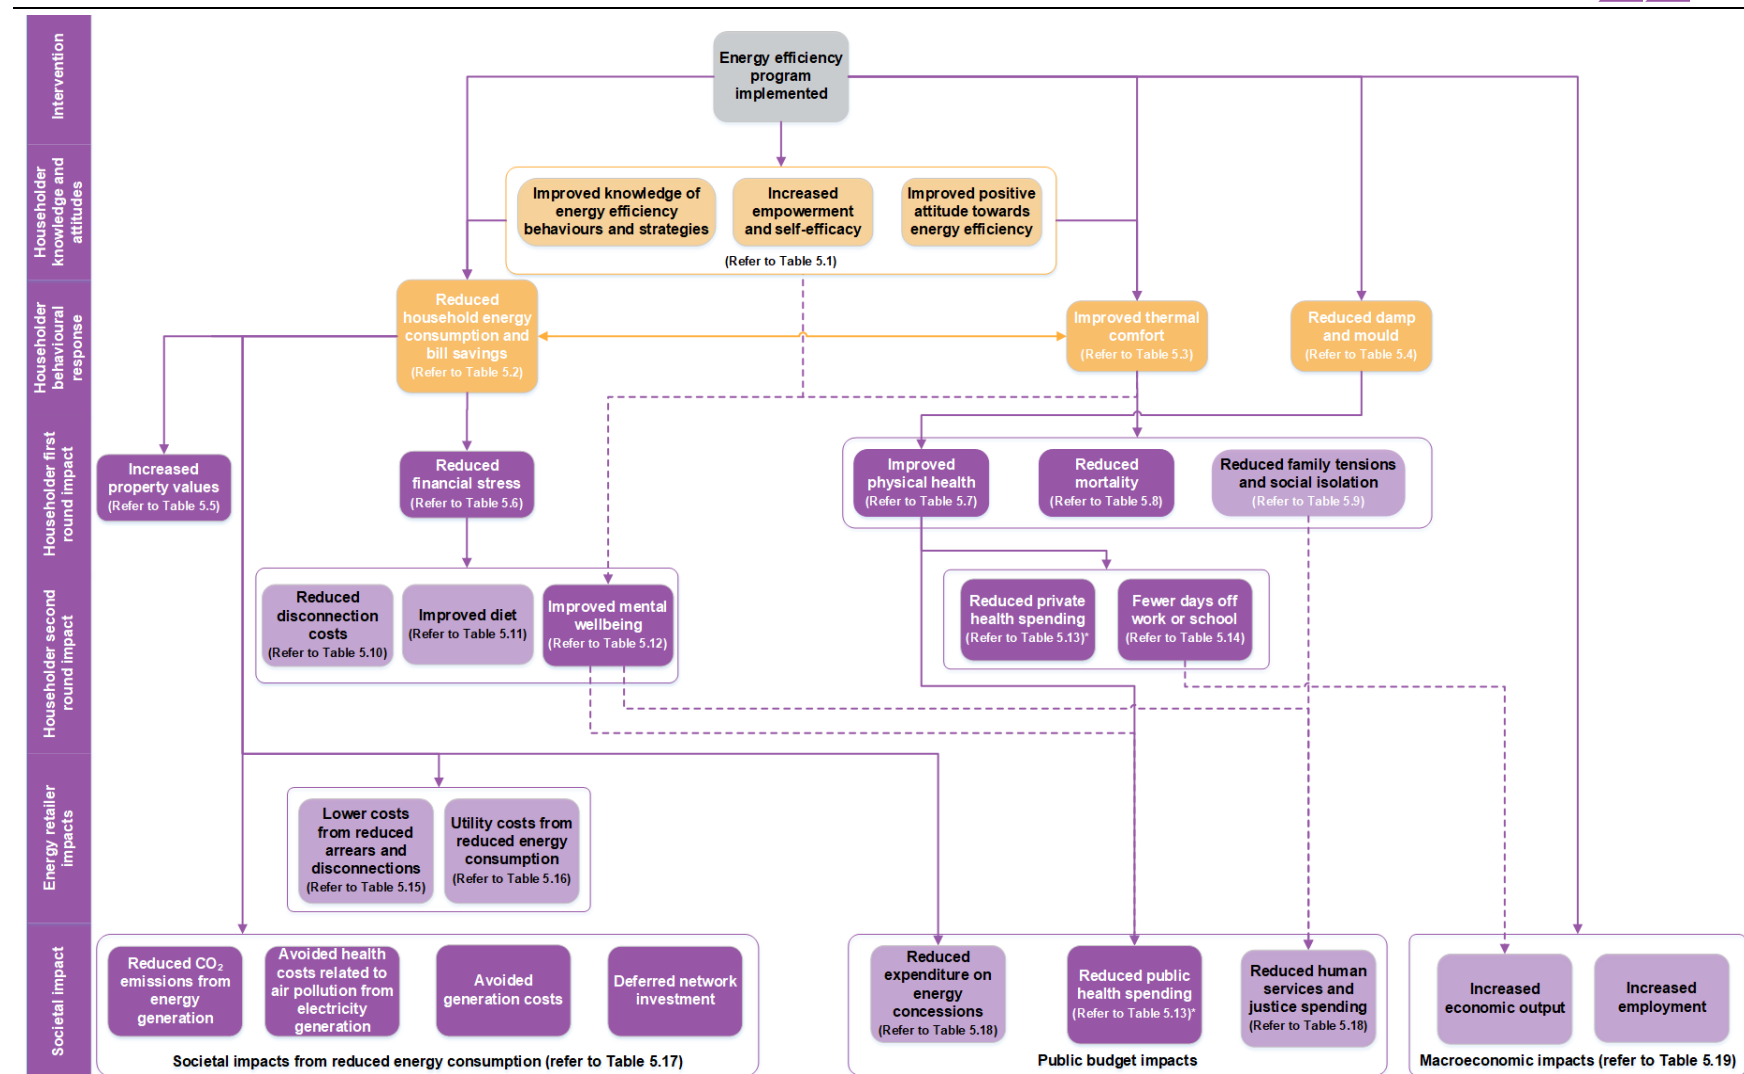 Intervention
Energy efficiency
program
implemented
Householder
knowledge and
attitudes
Improved knowledge of
energy efficiency
behaviours and strategies
Increased
empowerment
and self-efficacy
Improved positive
attitude towards
energy efficiency
(Refer to Table 5.1)
Householder
behavioural
response
Reduced
household energy
consumption and
bill savings
(Refer to Table 5.2)
Improved thermal
comfort
(Refer to Table 5.3)
Reduced damp
and mould
(Refer to Table 5.4)
Householder first
round impact
Increased
property values
(Refer to Table 5.5)
Reduced
financial stress
(Refer to Table 5.6)
Improved
physical health
(Refer to Table 5.7)
Reduced
mortality
(Refer to Table 5.8)
Reduced family tensions
and social isolation
(Refer to Table 5.9)
Householder second
round impact
Reduced
disconnection
costs
(Refer to Table 5.10)
Improved diet
(Refer to Table 5.11)
Improved mental
wellbeing
(Refer to Table 5.12)
Reduced private
health spending
(Refer to Table 5.13)*
Fewer days off
work or school
(Refer to Table 5.14)
Energy retailer
impacts
Lower costs
from reduced
arrears and
disconnections
(Refer to Table 5.15)
Utility costs from
reduced energy
consumption
(Refer to Table 5.16)
Societal impact
Reduced CO₂
emissions from
energy
generation
Avoided health
costs related to
air pollution from
electricity
generation
Avoided
generation costs
Deferred network
investment
Societal impacts from reduced energy consumption (refer to Table 5.17)
Reduced
expenditure on
energy
concessions
(Refer to Table 5.18)
Reduced public
health spending
(Refer to Table 5.13)*
Reduced human
services and
justice spending
(Refer to Table 5.18)
Public budget impacts
Increased
economic output
Increased
employment
Macroeconomic impacts (refer to Table 5.19)